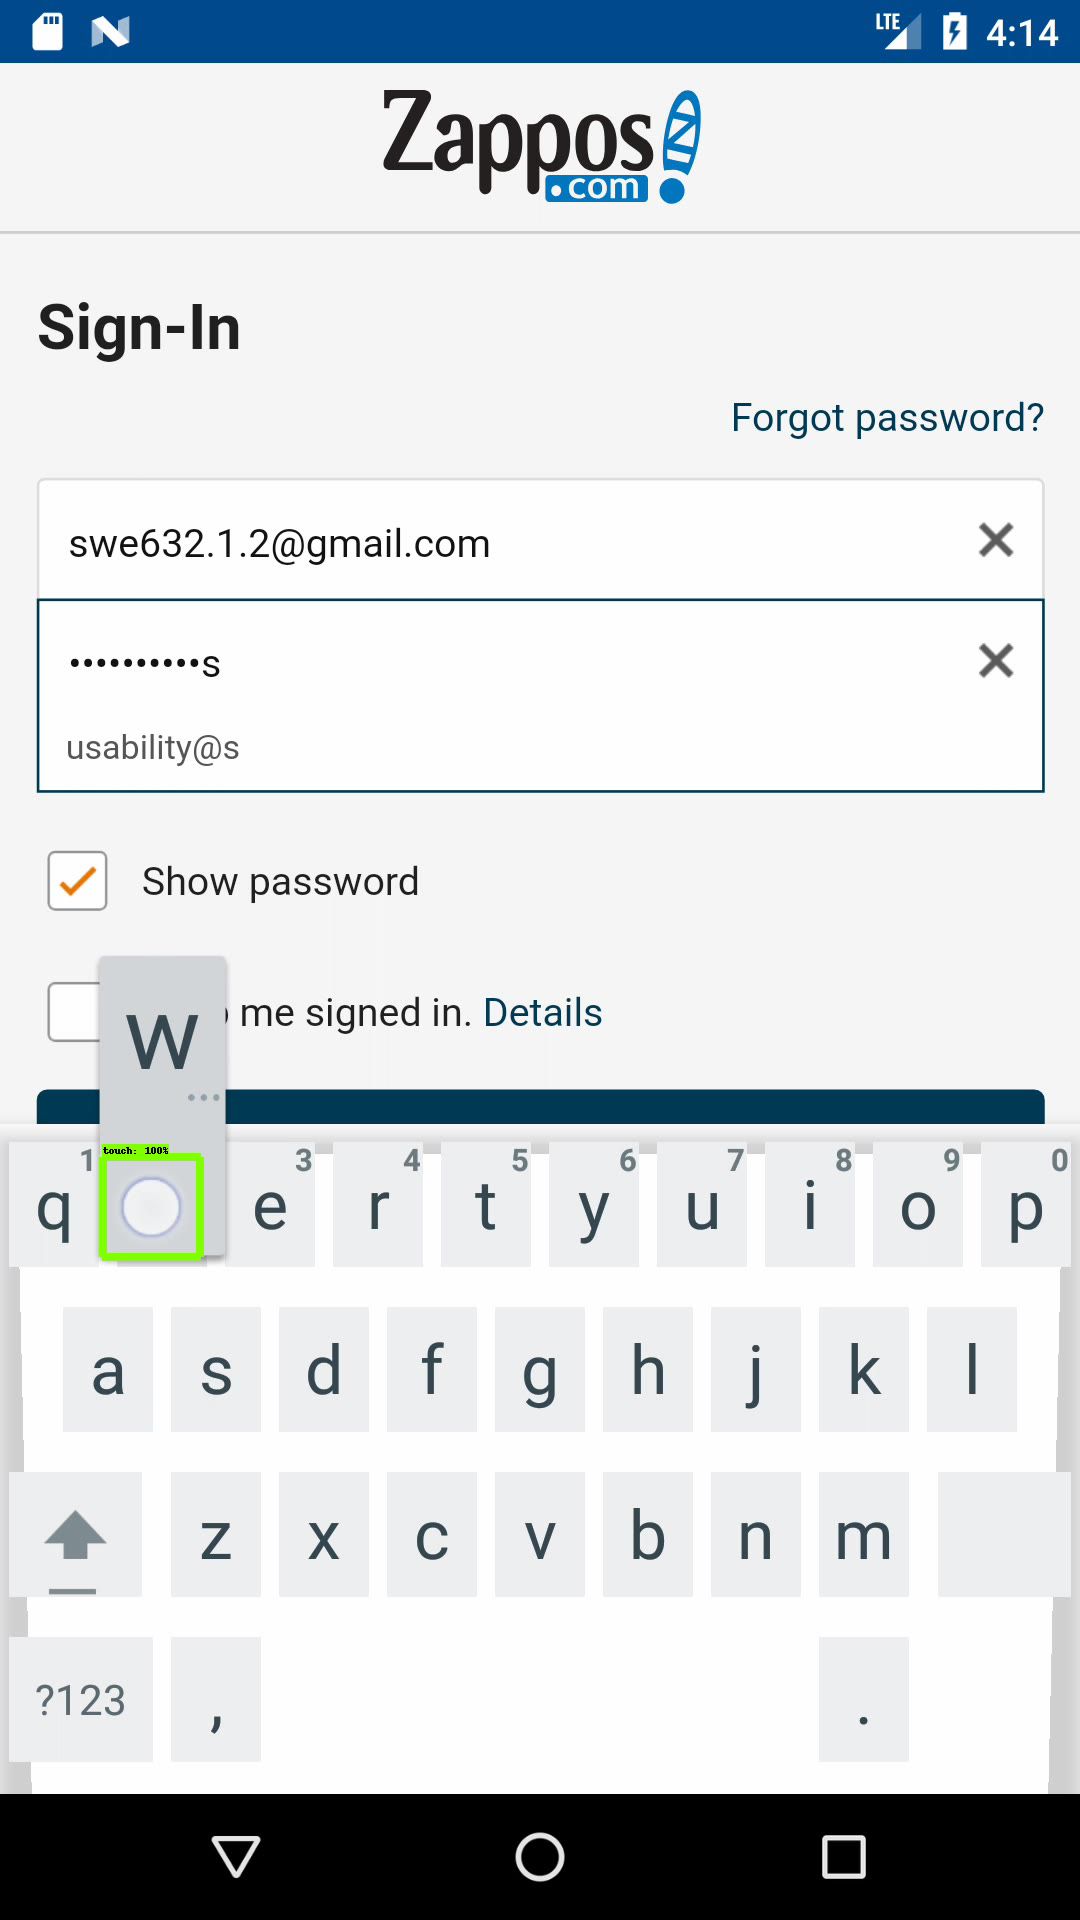 LTE 4:14
Zappos
.com
Sign-In
Forgot password?
swe632.1.2@gmail.com
••••••••••s
usability@s
Show password
me signed in. Details
w
...
touch: 100%
1 3 4 5 6 7 8 9 0
q e r t y u i o p
a s d f g h j k l
z x c v b n m
?123 , .